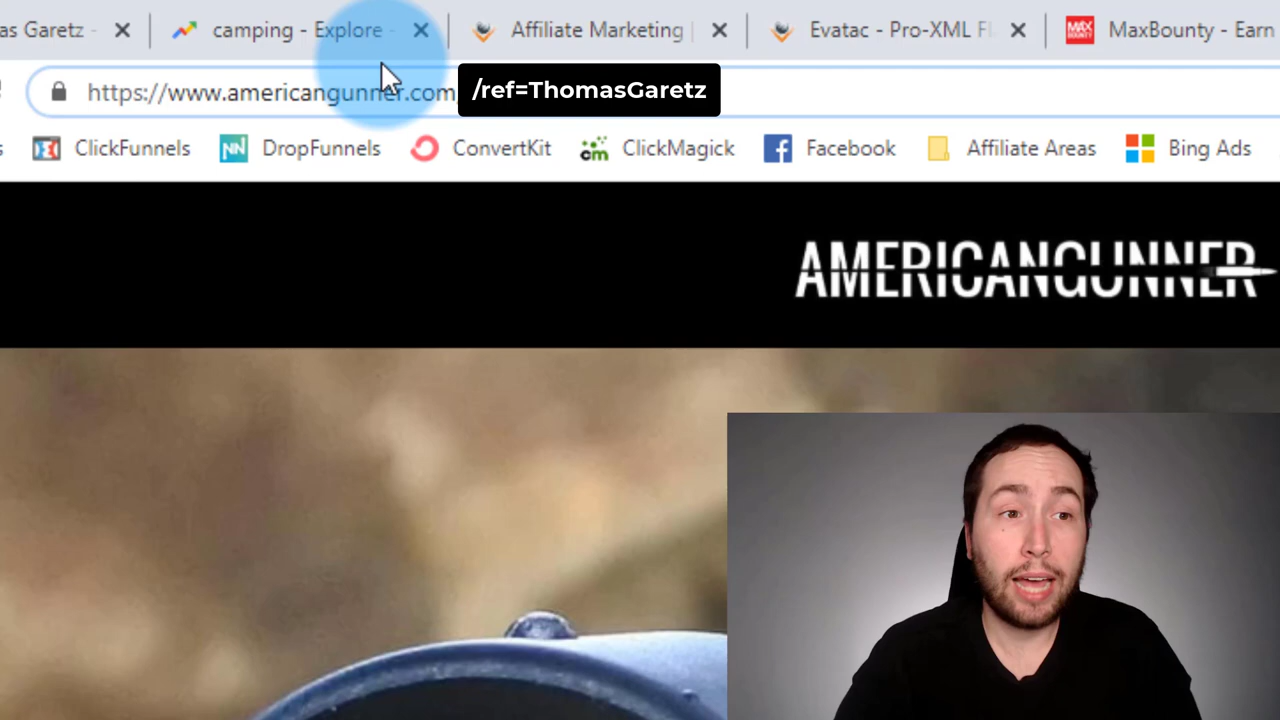 as Garetz - camping - Explore - Affiliate Marketing | Evatac - Pro-XML Fl MaxBounty - Earn
https://www.americangunner.com/ /ref=ThomasGaretz
s ClickFunnels DropFunnels ConvertKit ClickMagick Facebook Affiliate Areas Bing Ads
AMERICANGUNNER